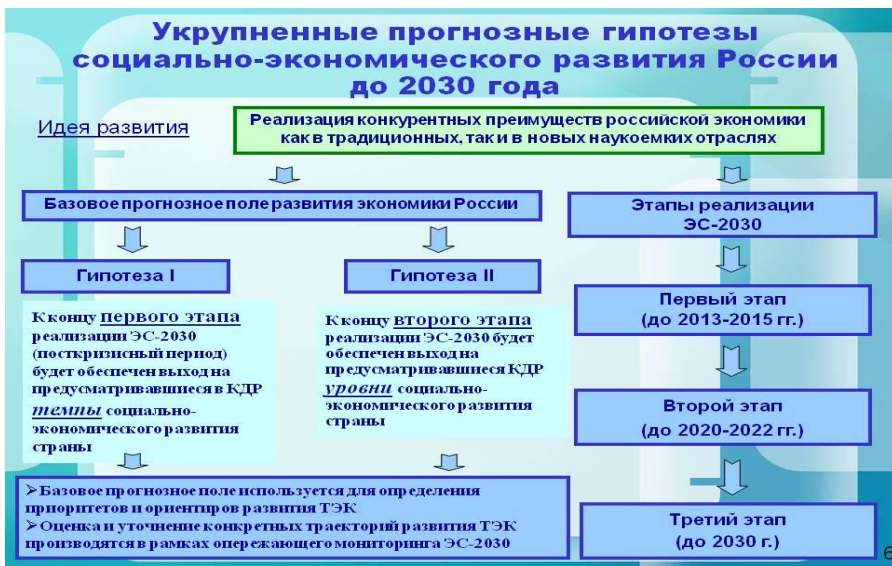 Укрупненные прогнозные гипотезы
социально-экономического развития России
до 2030 года
Идея развития
Реализация конкурентных преимуществ российской экономики
как в традиционных, так и в новых наукоемких отраслях
Базовое прогнозное поле развития экономики России
Гипотеза I
К концу первого этапа
реализации ЭС-2030
(посткризисный период)
будет обеспечен выход на
предусматривавшиеся в КДР
темпы социально-
экономического развития
страны
Гипотеза II
К концу второго этапа
реализации ЭС-2030 будет
обеспечен выход на
предусматривавшиеся КДР
уровни социально-
экономического развития
страны
➢Базовое прогнозное поле используется для определения
приоритетов и ориентиров развития ТЭК
➢Оценка и уточнение конкретных траекторий развития ТЭК
производятся в рамках опережающего мониторинга ЭС-2030
Этапы реализации
ЭС-2030
Первый этап
(до 2013-2015 гг.)
Второй этап
(до 2020-2022 гг.)
Третий этап
(до 2030 г.)
6